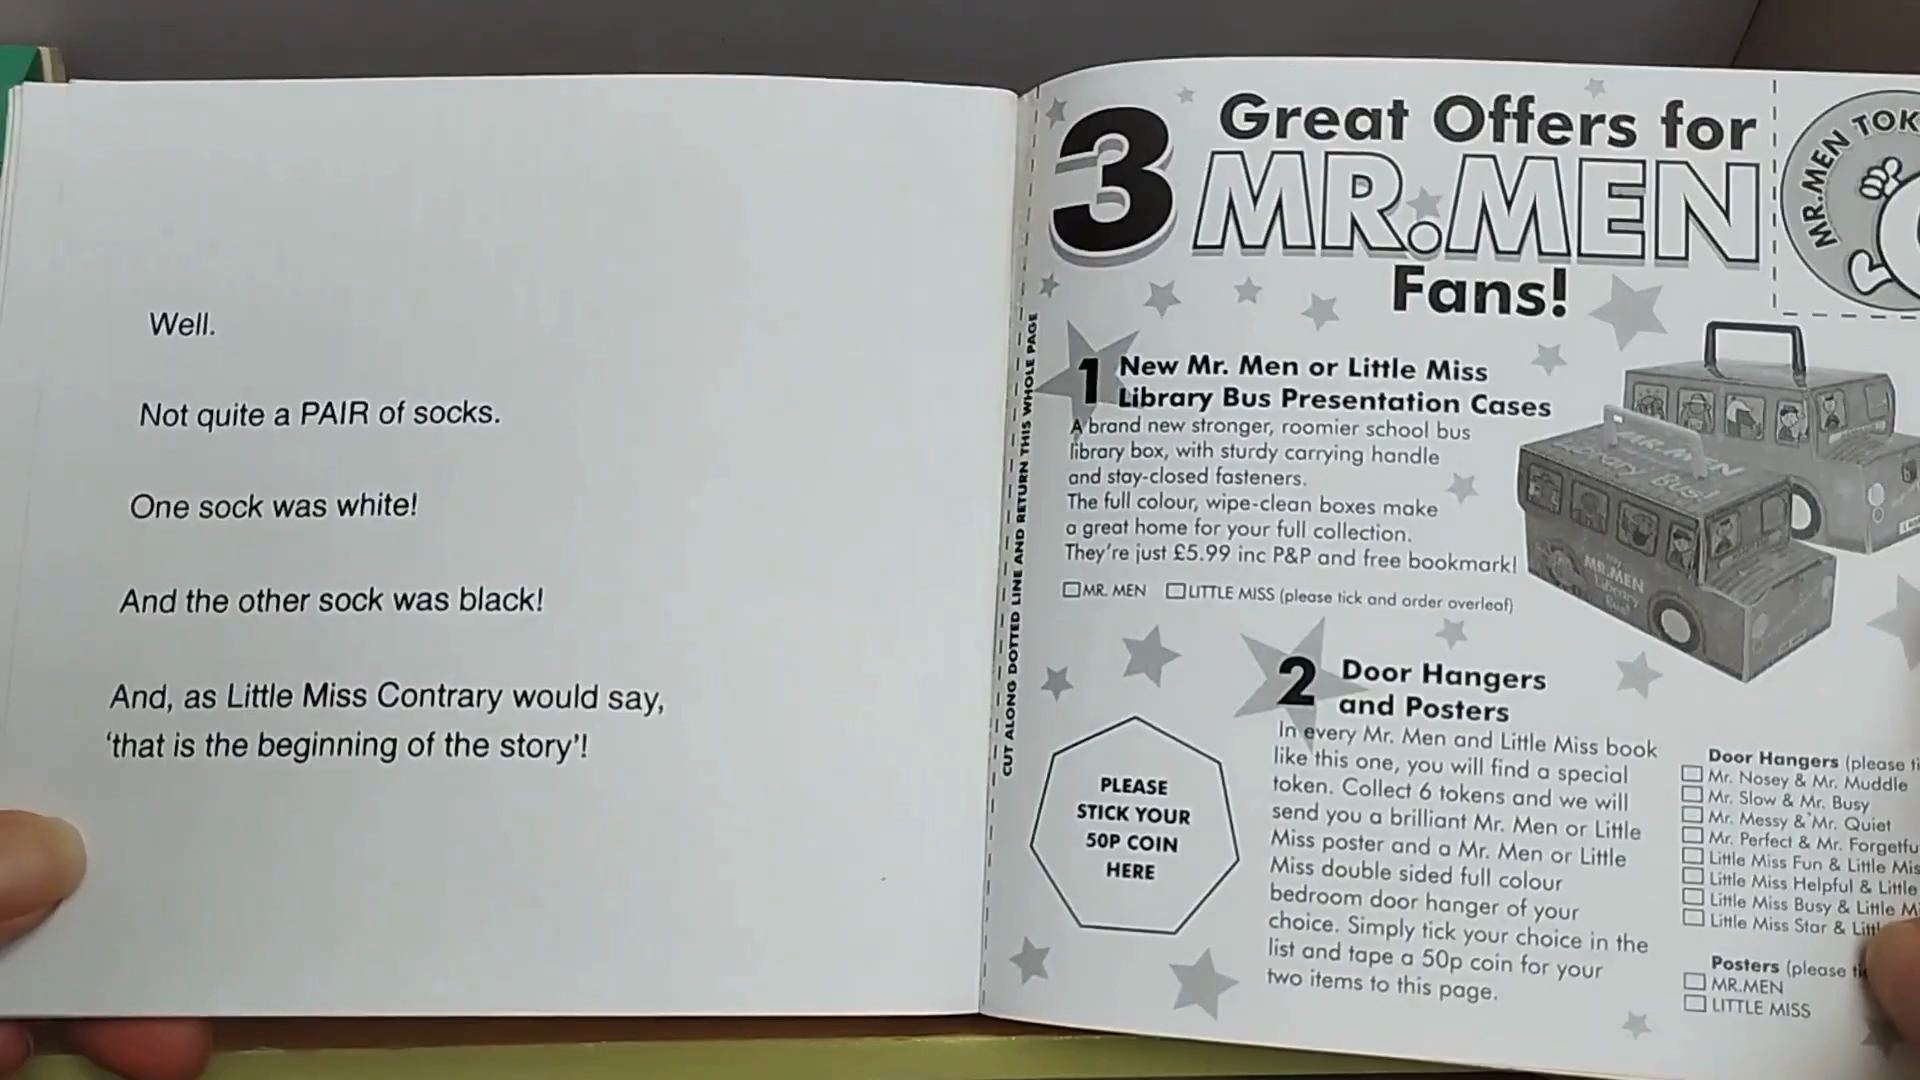 Well.
Not quite a PAIR of socks.
One sock was white!
And the other sock was black!
And, as Little Miss Contrary would say,
'that is the beginning of the story'!
CUT ALONG DOTTED LINE AND RETURN THIS WHOLE PAGE
3 Great Offers for
MR.MEN
Fans!
MR.MEN
1 New Mr. Men or Little Miss
Library Bus Presentation Cases
A brand new stronger, roomier school bus
library box, with sturdy carrying handle
and stay-closed fasteners.
The full colour, wipe-clean boxes make
a great home for your full collection.
They're just £5.99 inc P&P and free bookmark!
MR. MEN LITTLE MISS (please tick and order overleaf)
MR.MEN
Library Bus!
MR.MEN
Library
Bus
2 Door Hangers
and Posters
In every Mr. Men and Little Miss book
like this one, you will find a special
token. Collect 6 tokens and we will
send you a brilliant Mr. Men or Little
Miss poster and a Mr. Men or Little
Miss double sided full colour
bedroom door hanger of your
choice. Simply tick your choice in the
list and tape a 50p coin for your
two items to this page.
PLEASE
STICK YOUR
50P COIN
HERE
Door Hangers (please
Mr. Nosey & Mr. Muddle
Mr. Slow & Mr. Busy
Mr. Messy & Mr. Quiet
Mr. Perfect & Mr.
Little Miss Fun & Little
Little Miss Helpful & Little
Little Miss Busy & Little
Little Miss Star &
Posters (please
MR.MEN
LITTLE MISS